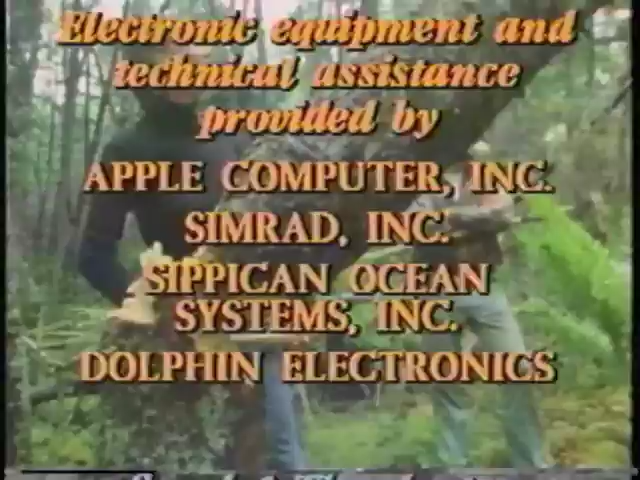 Electronic equipment and
technical assistance
provided by
APPLE COMPUTER, INC.
SIMRAD, INC.
SIPPICAN OCEAN
SYSTEMS, INC.
DOLPHIN ELECTRONICS